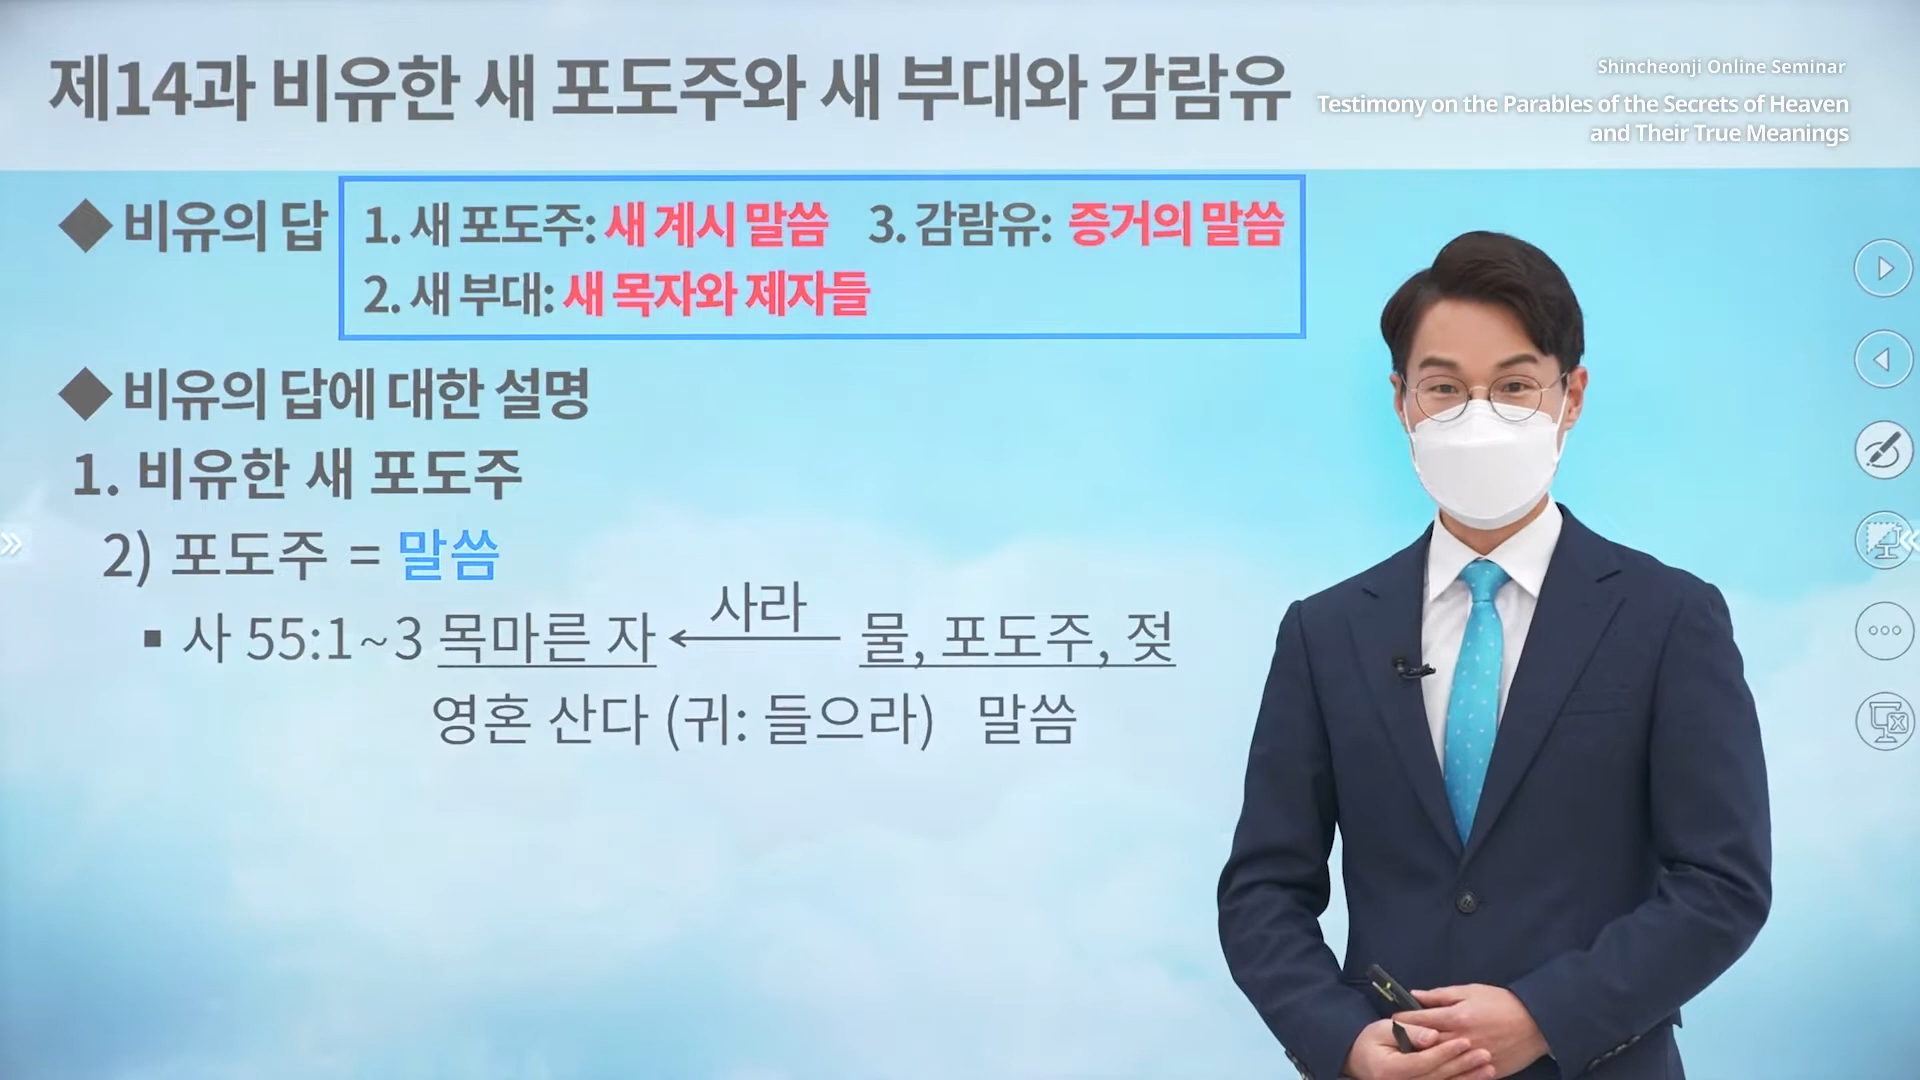 제14과 비유한 새 포도주와 새 부대와 감람유
Shincheonji Online Seminar
Testimony on the Parables of the Secrets of Heaven
and Their True Meanings
◆ 비유의 답
1. 새 포도주: 새 계시 말씀 3. 감람유: 증거의 말씀
2. 새 부대: 새 목자와 제자들
◆ 비유의 답에 대한 설명
1. 비유한 새 포도주
2) 포도주 = 말씀
▪ 사 55:1~3 목마른 자 ← 사라 물, 포도주, 젖
영혼 산다 (귀: 들으라) 말씀